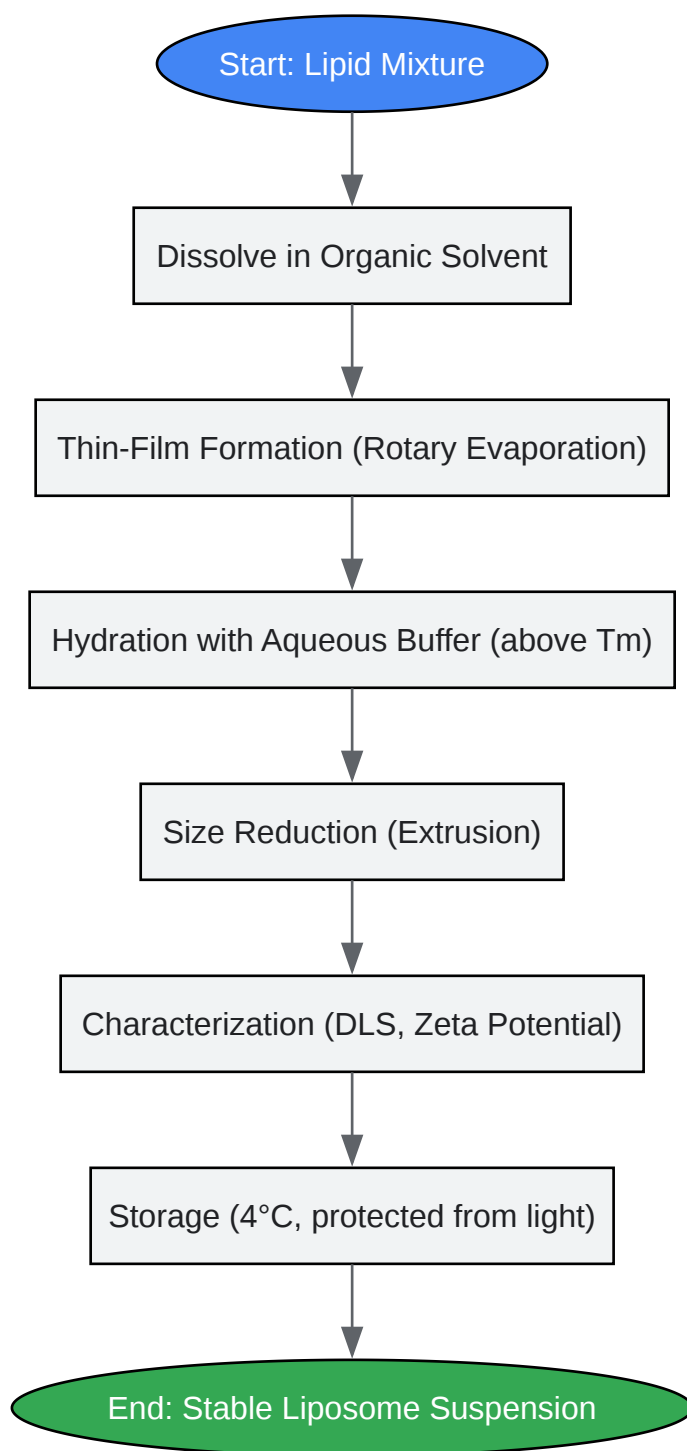 Start: Lipid Mixture
Dissolve in Organic Solvent
Thin-Film Formation (Rotary Evaporation)
Hydration with Aqueous Buffer (above Tm)
Size Reduction (Extrusion)
Characterization (DLS, Zeta Potential)
Storage (4°C, protected from light)
End: Stable Liposome Suspension